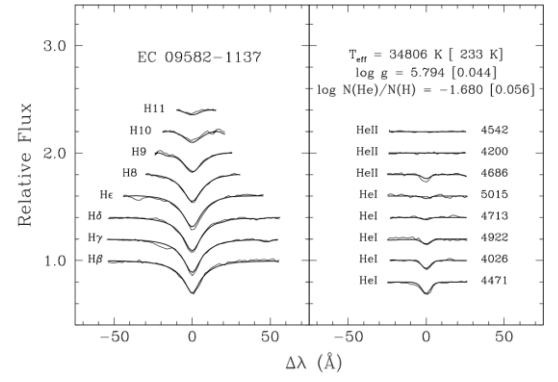 EC 09582−1137
T_eff = 34806 K [ 233 K]
log g = 5.794 [0.044]
log N(He)/N(H) = −1.680 [0.056]
Relative Flux
3.0
2.0
1.0
H11
H10
H9
H8
Hε
Hδ
Hγ
Hβ
HeII 4542
HeII 4200
HeII 4686
HeI 5015
HeI 4713
HeI 4922
HeI 4026
HeI 4471
−50 0 50 −50 0 50
Δλ (Å)